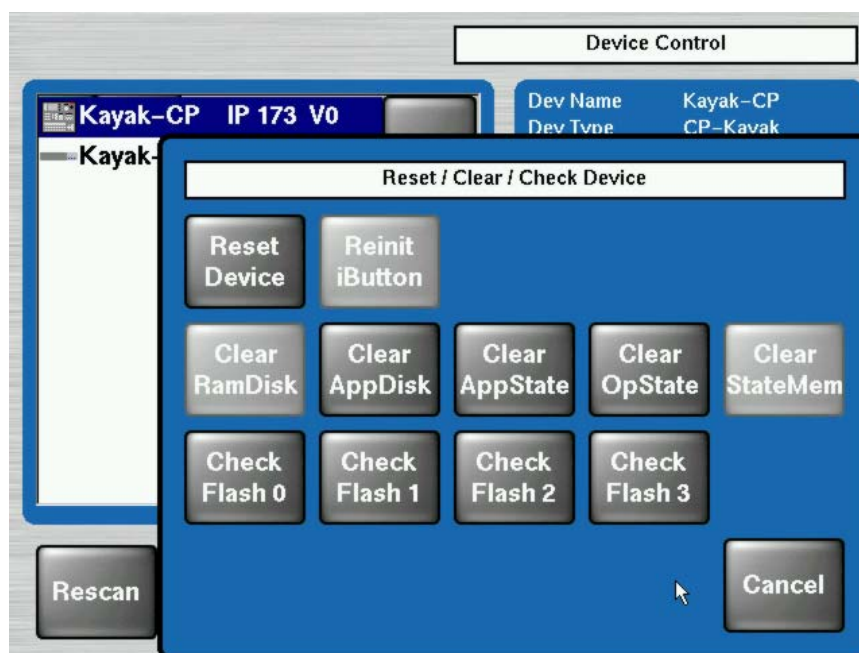 Device Control
Kayak-CP IP 173 V0
Kayak-
Dev Name Kayak-CP
Dev Type CP-Kayak
Reset / Clear / Check Device
Reset Device
Reinit iButton
Clear RamDisk
Clear AppDisk
Clear AppState
Clear OpState
Clear StateMem
Check Flash 0
Check Flash 1
Check Flash 2
Check Flash 3
Rescan
Cancel